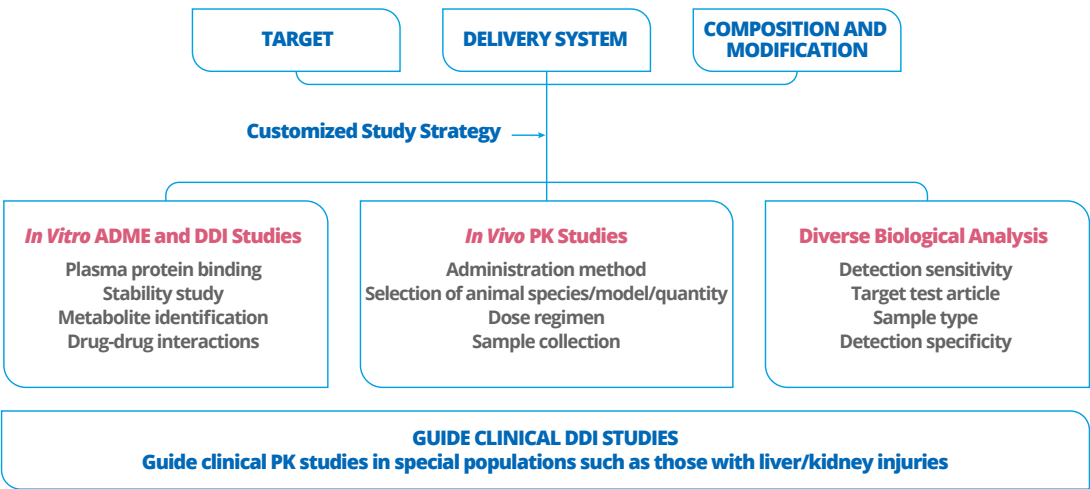 TARGET
DELIVERY SYSTEM
COMPOSITION AND
MODIFICATION
Customized Study Strategy
In Vitro ADME and DDI Studies
Plasma protein binding
Stability study
Metabolite identification
Drug-drug interactions
In Vivo PK Studies
Administration method
Selection of animal species/model/quantity
Dose regimen
Sample collection
Diverse Biological Analysis
Detection sensitivity
Target test article
Sample type
Detection specificity
GUIDE CLINICAL DDI STUDIES
Guide clinical PK studies in special populations such as those with liver/kidney injuries